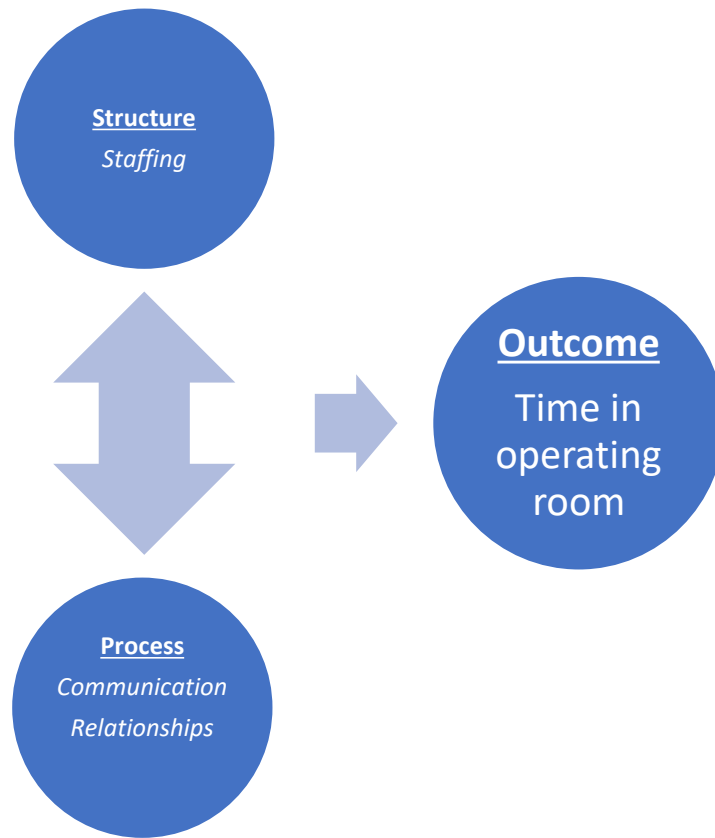 Structure
Staffing
Outcome
Time in
operating
room
Process
Communication
Relationships